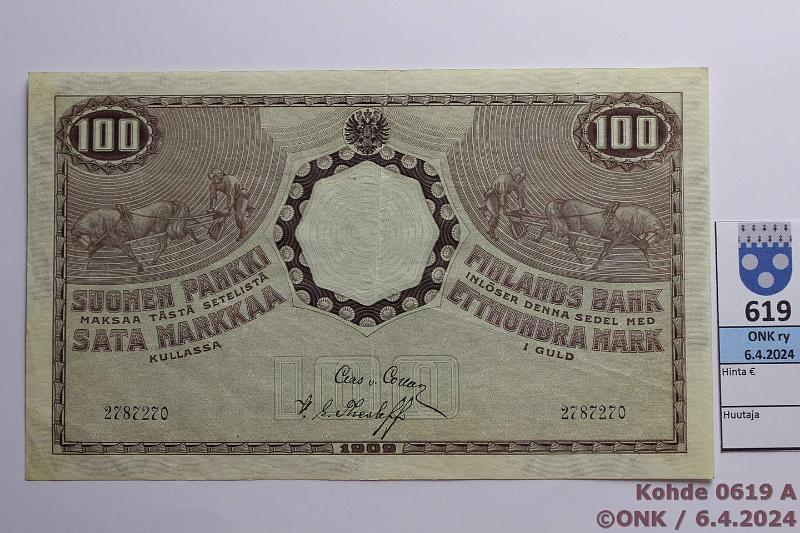 100
100
SUOMEN PANKKI
MAKSAA TÄSTÄ SETELISTÄ
SATA MARKKAA
KULLASSA
FINLANDS BANK
INLÖSER DENNA SEDEL MED
ETTHUNDRA MARK
I GULD
100
2787270
2787270
1909
619
ONK ry
6.4.2024
Hinta €
Huutaja
Kohde 0619 A
©ONK / 6.4.2024